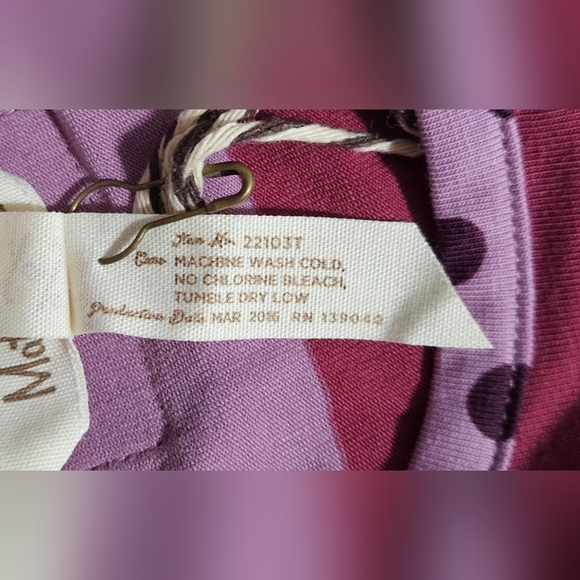 Item No. 22103T
Care MACHINE WASH COLD,
NO CHLORINE BLEACH,
TUMBLE DRY LOW
Production Date MAR 2016 RN 139040
Mat